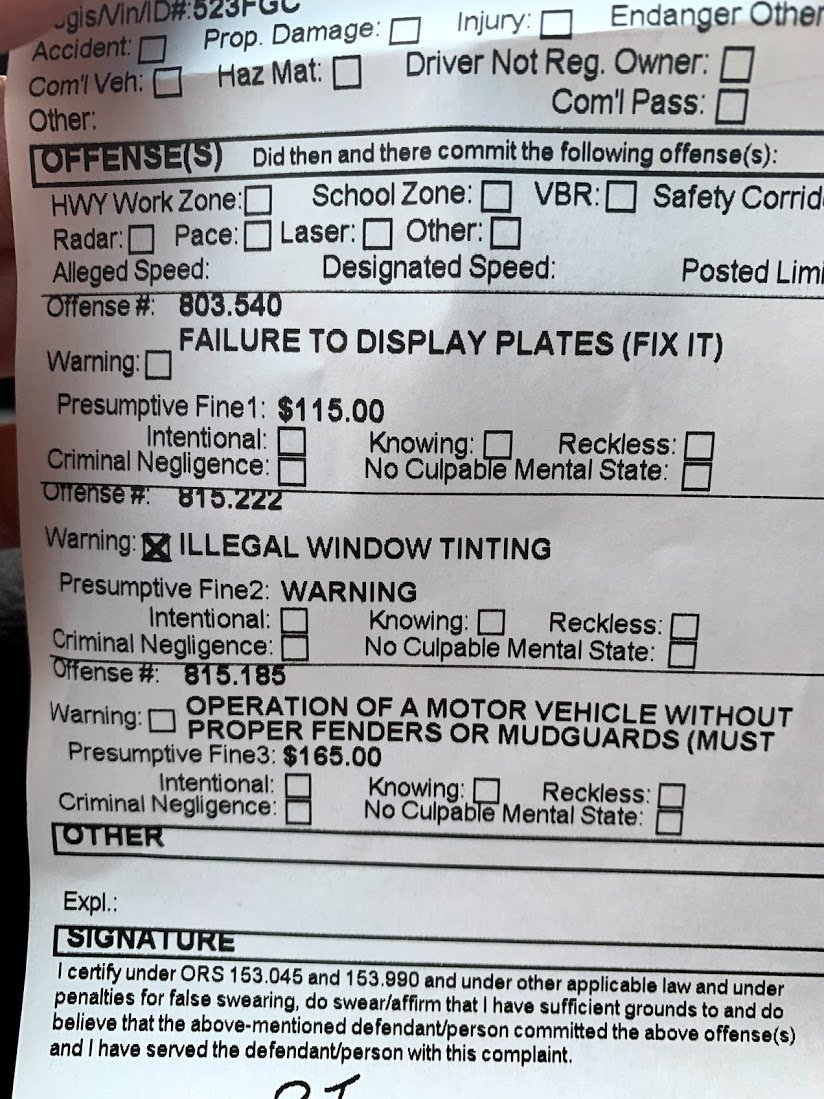 gis/Vin/ID#:523FGC
Accident: Prop. Damage: Injury: Endanger Other
Com'l Veh: Haz Mat: Driver Not Reg. Owner:
Com'l Pass:
Other:
OFFENSE(S) Did then and there commit the following offense(s):
HWY Work Zone: School Zone: VBR: Safety Corrid
Radar: Pace: Laser: Other:
Alleged Speed: Designated Speed: Posted Limi
Offense #: 803.540
FAILURE TO DISPLAY PLATES (FIX IT)
Warning:
Presumptive Fine1: $115.00
Intentional: Knowing: Reckless:
Criminal Negligence: No Culpable Mental State:
Offense #: 815.222
Warning: ILLEGAL WINDOW TINTING
Presumptive Fine2: WARNING
Intentional: Knowing: Reckless:
Criminal Negligence: No Culpable Mental State:
Offense #: 815.185
Warning: OPERATION OF A MOTOR VEHICLE WITHOUT
PROPER FENDERS OR MUDGUARDS (MUST
Presumptive Fine3: $165.00
Intentional: Knowing: Reckless:
Criminal Negligence: No Culpable Mental State:
OTHER
Expl.:
SIGNATURE
I certify under ORS 153.045 and 153.990 and under other applicable law and under
penalties for false swearing, do swear/affirm that I have sufficient grounds to and do
believe that the above-mentioned defendant/person committed the above offense(s)
and I have served the defendant/person with this complaint.